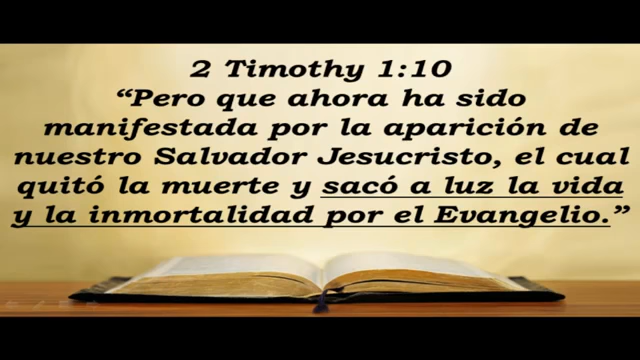 2 Timothy 1:10
“Pero que ahora ha sido
manifestada por la aparición de
nuestro Salvador Jesucristo, el cual
quitó la muerte y sacó a luz la vida
y la inmortalidad por el Evangelio.”